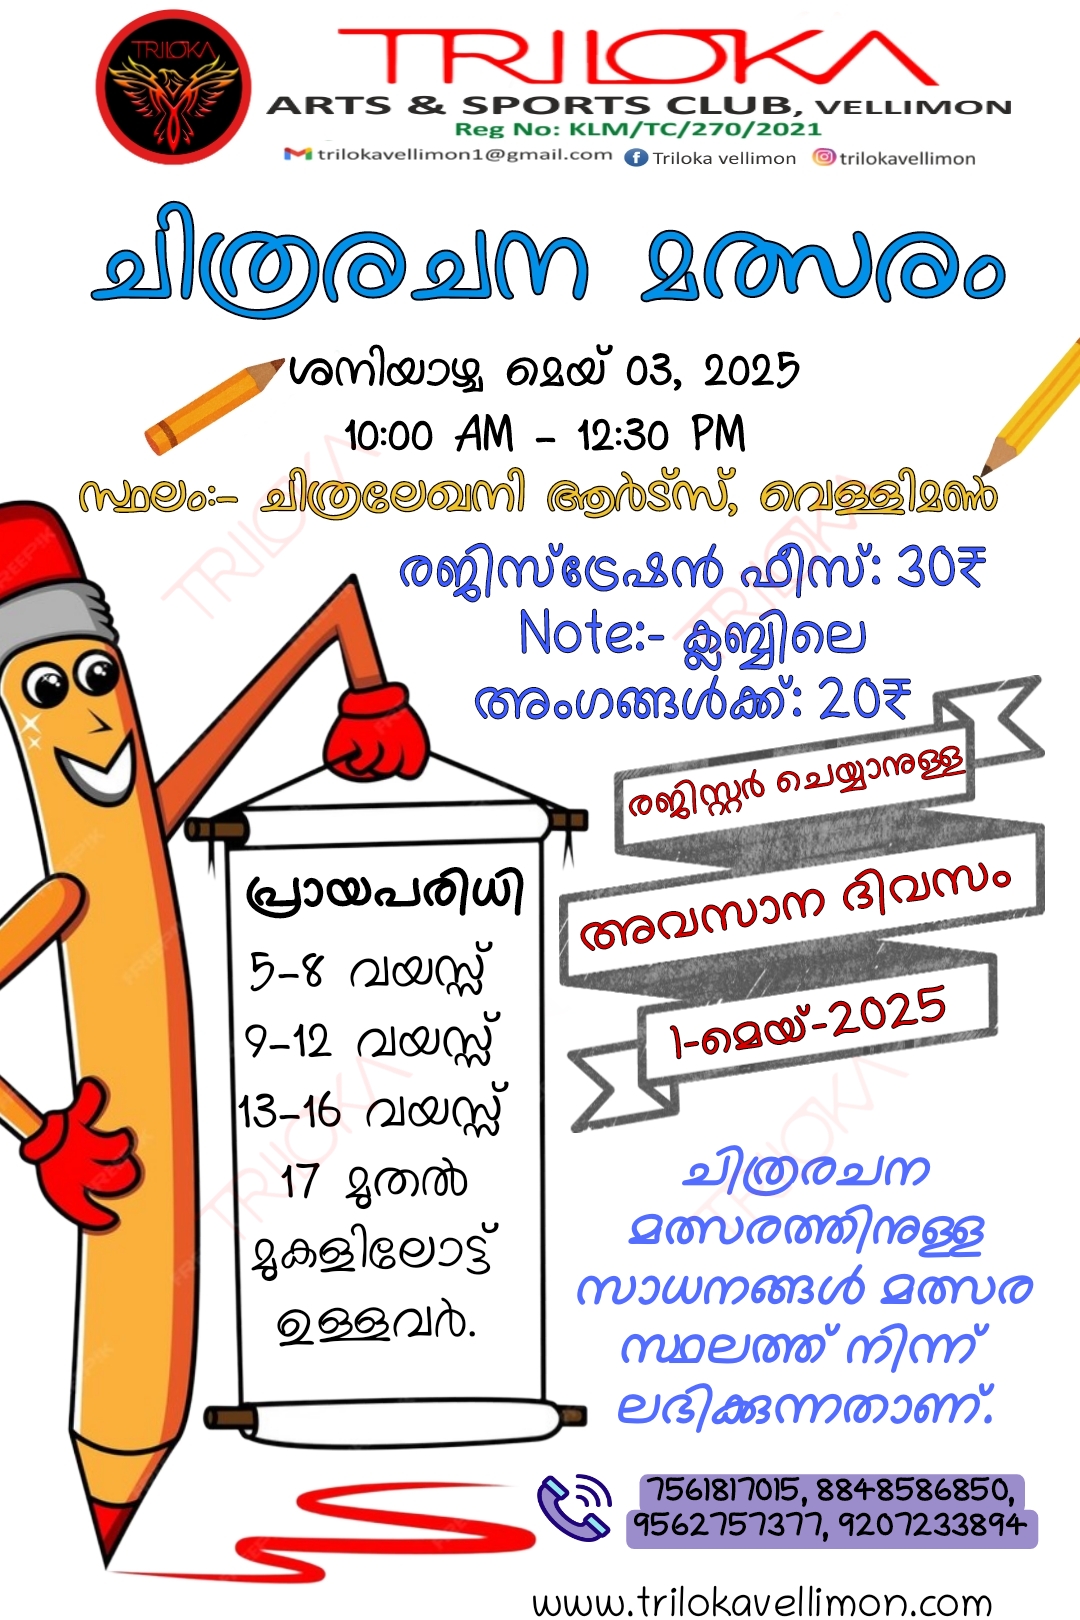 TRILOKA
TRILOKA
ARTS & SPORTS CLUB, VELLIMON
Reg No: KLM/TC/270/2021
trilokavellimon1@gmail.com Triloka vellimon trilokavellimon
ചിത്രരചന മത്സരം
ശനിയാഴ്ച മെയ് 03, 2025
10:00 AM - 12:30 PM
സ്ഥലം:- ചിത്രലേഖനി ആർട്സ്, വെള്ളിമൺ
രജിസ്ട്രേഷൻ ഫീസ്: 30₹
Note:- ക്ലബ്ബിലെ
അംഗങ്ങൾക്ക്: 20₹
രജിസ്റ്റർ ചെയ്യാനുള്ള
അവസാന ദിവസം
1-മെയ്-2025
പ്രായപരിധി
5-8 വയസ്സ്
9-12 വയസ്സ്
13-16 വയസ്സ്
17 മുതൽ
മുകളിലോട്ട്
ഉള്ളവർ.
ചിത്രരചന
മത്സരത്തിനുള്ള
സാധനങ്ങൾ മത്സര
സ്ഥലത്ത് നിന്ന്
ലഭിക്കുന്നതാണ്.
7561817015, 8848586850,
9562757377, 9207233894
www.trilokavellimon.com
TRILOKA
TRILOKA
TRILOKA
TRILOKA